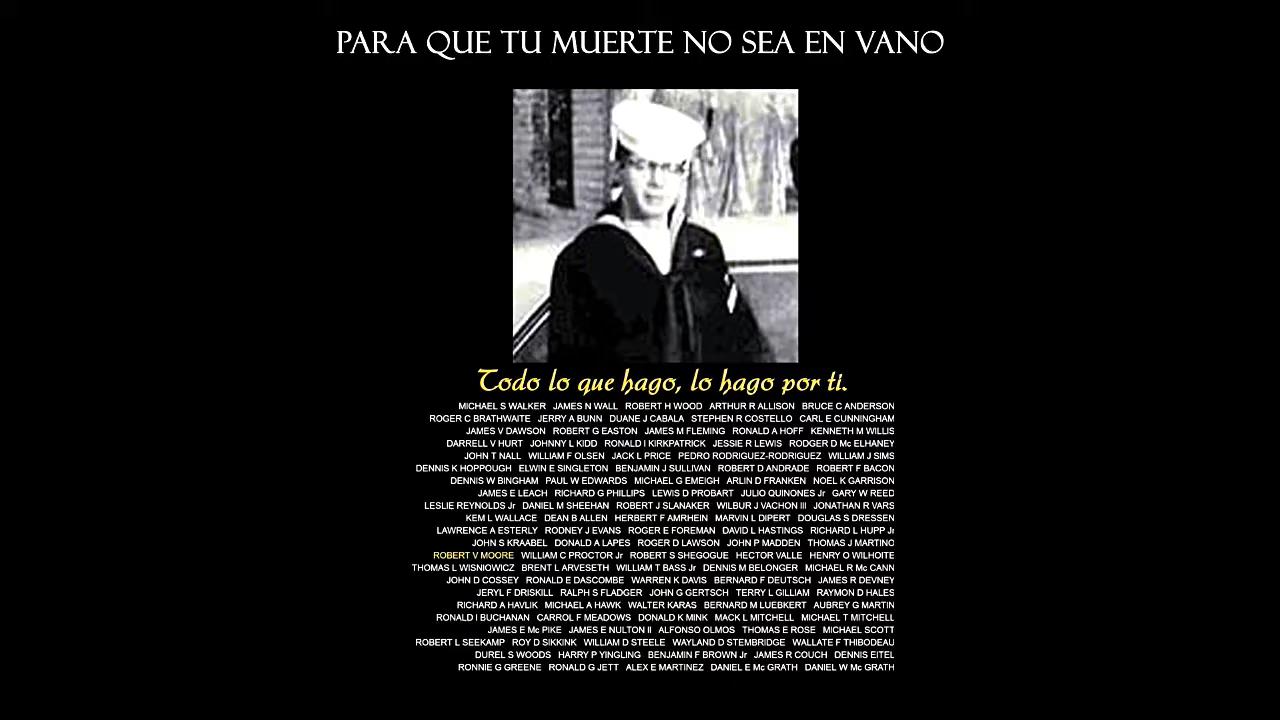 PARA QUE TU MUERTE NO SEA EN VANO
Todo lo que hago, lo hago por ti.
MICHAEL S WALKER JAMES N WALL ROBERT H WOOD ARTHUR R ALLISON BRUCE C ANDERSON
ROGER C BRATHWAITE JERRY A BUNN DUANE J CABALA STEPHEN R COSTELLO CARL E CUNNINGHAM
JAMES V DAWSON ROBERT G EASTON JAMES M FLEMING RONALD A HOFF KENNETH M WILLIS
DARRELL V HURT JOHNNY L KIDD RONALD I KIRKPATRICK JESSIE R LEWIS RODGER D Mc ELHANEY
JOHN T NALL WILLIAM F OLSEN JACK L PRICE PEDRO RODRIGUEZ-RODRIGUEZ WILLIAM J SIMS
DENNIS K HOPPOUGH ELWIN E SINGLETON BENJAMIN J SULLIVAN ROBERT D ANDRADE ROBERT F BACON
DENNIS W BINGHAM PAUL W EDWARDS MICHAEL G EMEIGH ARLIN D FRANKEN NOEL K GARRISON
JAMES E LEACH RICHARD G PHILLIPS LEWIS D PROBART JULIO QUINONES Jr GARY W REED
LESLIE REYNOLDS Jr DANIEL M SHEEHAN ROBERT J SLANAKER WILBUR J VACHON III JONATHAN R VARS
KEM L WALLACE DEAN B ALLEN HERBERT F AMRHEIN MARVIN L DIPERT DOUGLAS S DRESSEN
LAWRENCE A ESTERLY RODNEY J EVANS ROGER E FOREMAN DAVID L HASTINGS RICHARD L HUPP Jr
JOHN S KRAABEL DONALD A LAPES ROGER D LAWSON JOHN P MADDEN THOMAS J MARTINO
ROBERT V MOORE WILLIAM C PROCTOR Jr ROBERT S SHEGOGUE HECTOR VALLE HENRY O WILHOITE
THOMAS L WISNIOWICZ BRENT L ARVESETH WILLIAM T BASS Jr DENNIS M BELONGER MICHAEL R Mc CANN
JOHN D COSSEY RONALD E DASCOMBE WARREN K DAVIS BERNARD F DEUTSCH JAMES R DEVNEY
JERYL F DRISKILL RALPH S FLADGER JOHN G GERTSCH TERRY L GILLIAM RAYMON D HALES
RICHARD A HAVLIK MICHAEL A HAWK WALTER KARAS BERNARD M LUEBKERT AUBREY G MARTIN
RONALD I BUCHANAN CARROL F MEADOWS DONALD K MINK MACK L MITCHELL MICHAEL T MITCHELL
JAMES E Mc PIKE JAMES E NULTON II ALFONSO OLMOS THOMAS E ROSE MICHAEL SCOTT
ROBERT L SEEKAMP ROY D SIKKINK WILLIAM D STEELE WAYLAND D STEMBRIDGE WALLATE F THIBODEAU
DUREL S WOODS HARRY P YINGLING BENJAMIN F BROWN Jr JAMES R COUCH DENNIS EITEL
RONNIE G GREENE RONALD G JETT ALEX E MARTINEZ DANIEL E Mc GRATH DANIEL W Mc GRATH